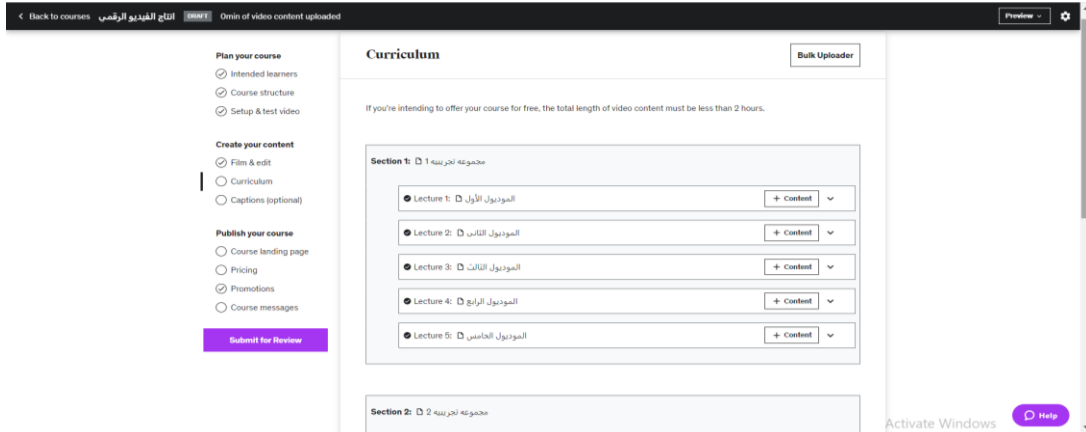 Back to courses انتاج الفيديو الرقمي DRAFT 0min of video content uploaded Preview
Plan your course
Intended learners
Course structure
Setup & test video
Create your content
Film & edit
Curriculum
Captions (optional)
Publish your course
Course landing page
Pricing
Promotions
Course messages
Submit for Review
Curriculum Bulk Uploader
If you're intending to offer your course for free, the total length of video content must be less than 2 hours.
Section 1: مجموعه تجريبيه 1
Lecture 1: الموديول الأول + Content
Lecture 2: الموديول الثانى + Content
Lecture 3: الموديول الثالث + Content
Lecture 4: الموديول الرابع + Content
Lecture 5: الموديول الخامس + Content
Section 2: مجموعه تجريبيه 2
Activate Windows
Help